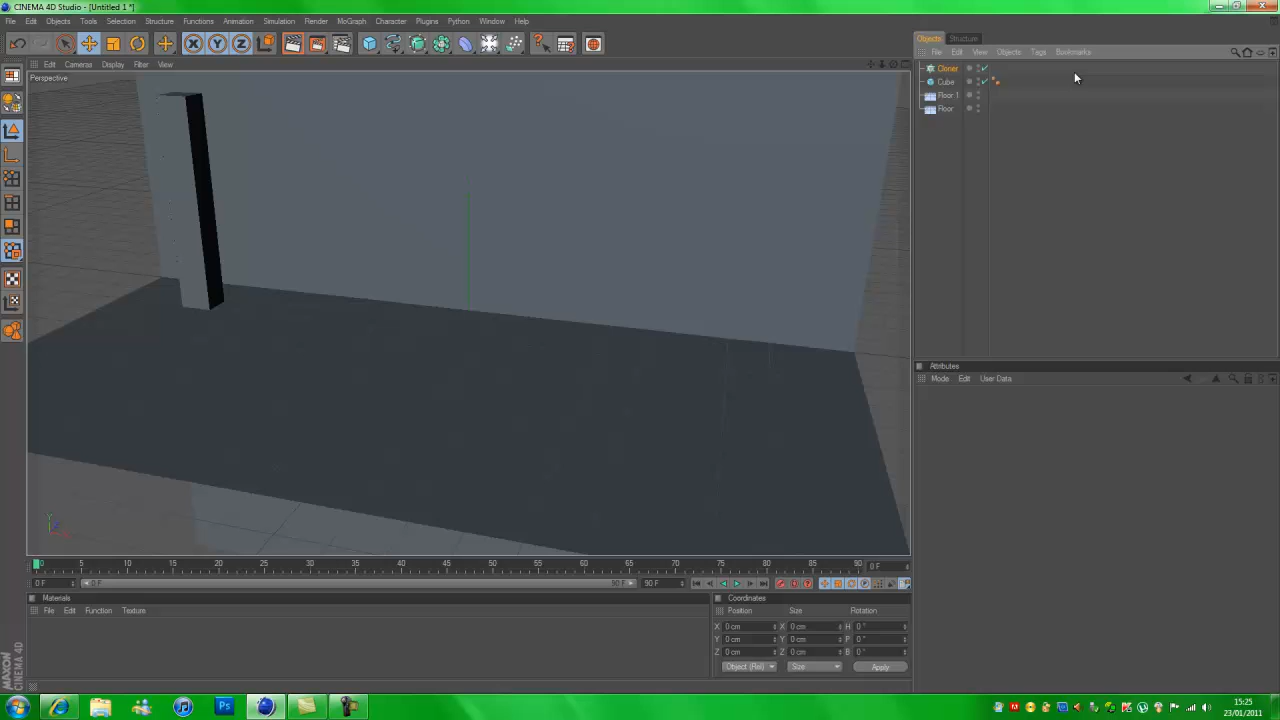 CINEMA 4D Studio - [Untitled 1 *]
File Edit Objects Tools Selection Structure Functions Animation Simulation Render MoGraph Character Plugins Python Window Help
Objects Structure
File Edit View Objects Tags Bookmarks
Edit Cameras Display Filter View
Perspective
Cloner
Cube
Floor 1
Floor
Attributes
Mode Edit User Data
Y
0 5 10 15 20 25 30 35 40 45 50 55 60 65 70 75 80 85 90 0 F
0 F 0 F 90 F 90 F
Materials
File Edit Function Texture
Coordinates
Position Size Rotation
X 0 cm X 0 cm H 0 °
Y 0 cm Y 0 cm P 0 °
Z 0 cm Z 0 cm B 0 °
Object (Rel) Size Apply
MAXON CINEMA 4D
Ps
15:25
23/01/2011